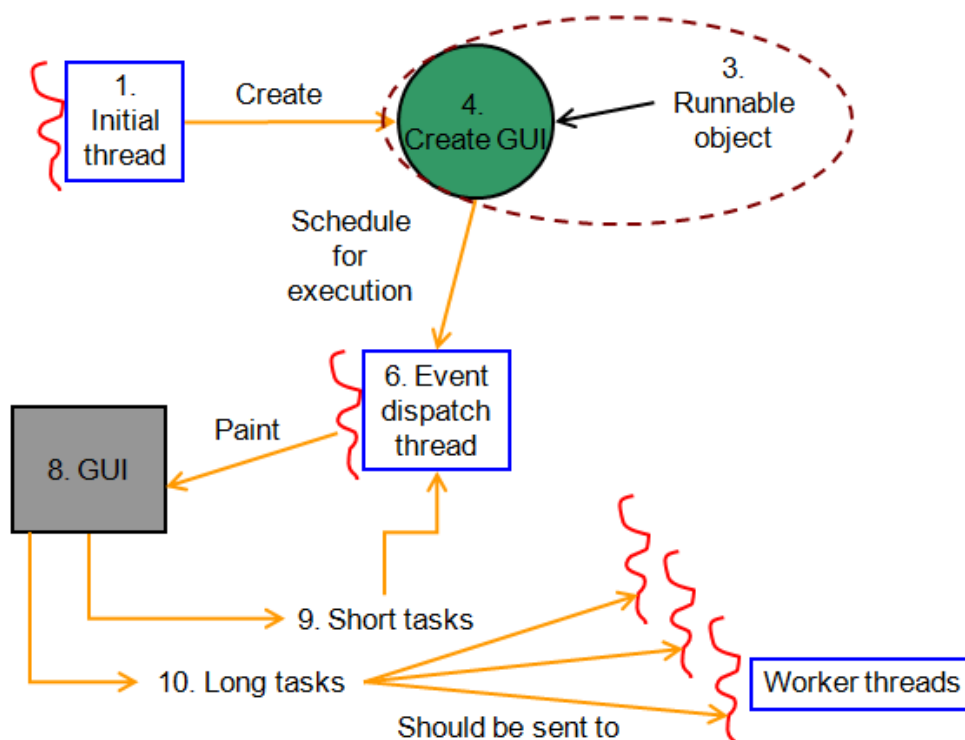 1.
Initial
thread
Create
4.
Create GUI
3.
Runnable
object
Schedule
for
execution
6. Event
dispatch
thread
Paint
8. GUI
9. Short tasks
10. Long tasks
Worker threads
Should be sent to